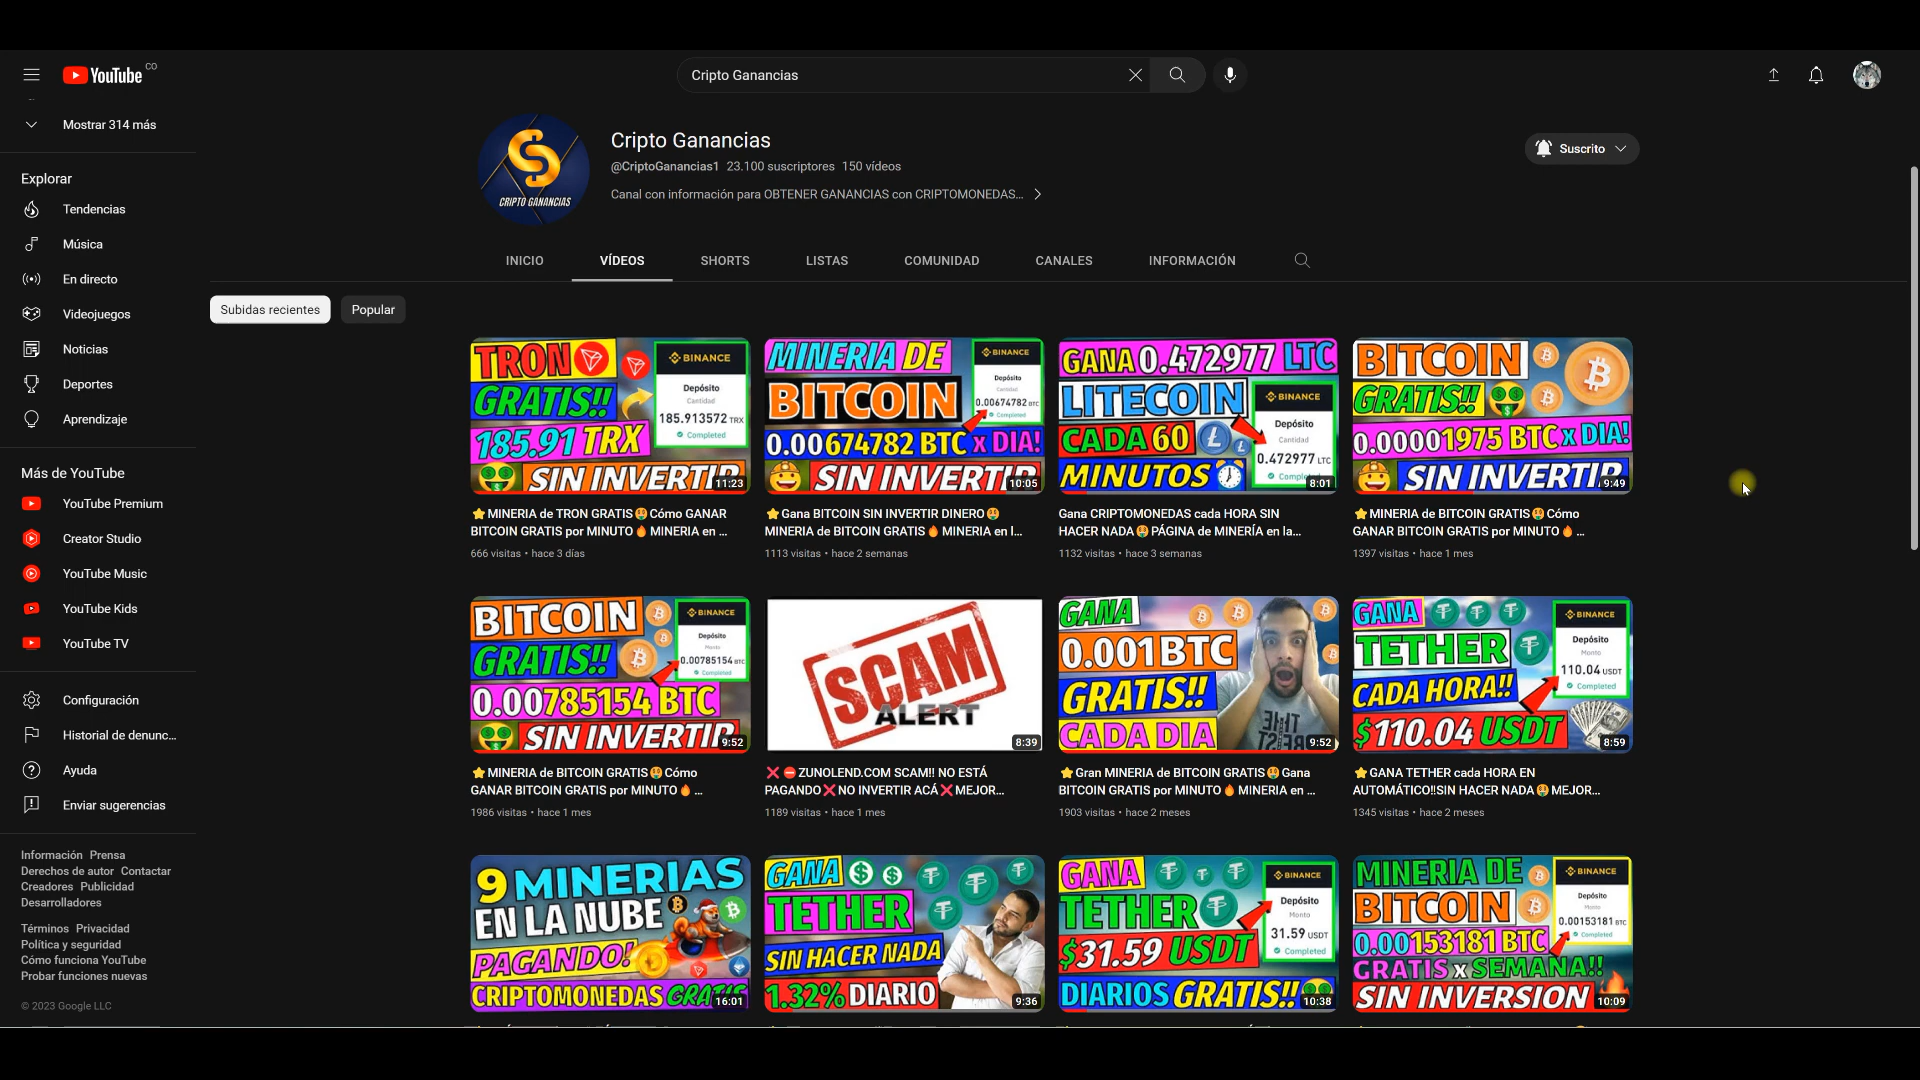 YouTube CO
Cripto Ganancias
Mostrar 314 más
Explorar
Tendencias
Música
En directo
Videojuegos
Noticias
Deportes
Aprendizaje
Más de YouTube
YouTube Premium
Creator Studio
YouTube Music
YouTube Kids
YouTube TV
Configuración
Historial de denunc...
Ayuda
Enviar sugerencias
Información Prensa
Derechos de autor Contactar
Creadores Publicidad
Desarrolladores
Términos Privacidad
Política y seguridad
Cómo funciona YouTube
Probar funciones nuevas
© 2023 Google LLC
CRIPTO GANANCIAS
Cripto Ganancias
@CriptoGanancias1 23.100 suscriptores 150 vídeos
Canal con información para OBTENER GANANCIAS con CRIPTOMONEDAS...
Suscrito
INICIO VÍDEOS SHORTS LISTAS COMUNIDAD CANALES INFORMACIÓN
Subidas recientes Popular
TRON
GRATIS!!
185.91 TRX
SIN INVERTIR
BINANCE
Depósito
Cantidad
185.913572 TRX
Completed
11:23
⭐MINERIA de TRON GRATIS🤑Cómo GANAR
BITCOIN GRATIS por MINUTO🔥MINERIA en ...
666 visitas • hace 3 días
MINERIA DE
BITCOIN
0.00674782 BTC x DIA!
SIN INVERTIR
BINANCE
Depósito
Cantidad
0.00674782 BTC
Completed
10:05
⭐Gana BITCOIN SIN INVERTIR DINERO🤑
MINERIA de BITCOIN GRATIS🔥MINERIA en l...
1113 visitas • hace 2 semanas
GANA 0.472977 LTC
LITECOIN
CADA 60
MINUTOS
BINANCE
Depósito
Cantidad
0.472977 LTC
8:01
Gana CRIPTOMONEDAS cada HORA SIN
HACER NADA🤑PÁGINA de MINERÍA en la...
1132 visitas • hace 3 semanas
BITCOIN
GRATIS!!
0.00001975 BTC x DIA!
SIN INVERTIR
9:49
⭐MINERIA de BITCOIN GRATIS🤑Cómo
GANAR BITCOIN GRATIS por MINUTO🔥...
1397 visitas • hace 1 mes
BITCOIN
GRATIS!!
0.00785154 BTC
SIN INVERTIR
BINANCE
Depósito
Monto
0.00785154 BTC
Completed
9:52
⭐MINERIA de BITCOIN GRATIS🤑Cómo
GANAR BITCOIN GRATIS por MINUTO🔥...
1986 visitas • hace 1 mes
SCAM
ALERT
8:39
❌⛔ZUNOLEND.COM SCAM!! NO ESTÁ
PAGANDO❌NO INVERTIR ACÁ❌MEJOR...
1189 visitas • hace 1 mes
GANA
0.001 BTC
GRATIS!!
CADA DIA
9:52
⭐Gran MINERIA de BITCOIN GRATIS🤑Gana
BITCOIN GRATIS por MINUTO🔥MINERIA en ...
1903 visitas • hace 2 meses
GANA
TETHER
CADA HORA!!
$110.04 USDT
BINANCE
Depósito
Monto
110.04 USDT
Completed
8:59
⭐GANA TETHER cada HORA EN
AUTOMÁTICO!!SIN HACER NADA🤑MEJOR...
1345 visitas • hace 2 meses
9 MINERIAS
EN LA NUBE
PAGANDO!
CRIPTOMONEDAS GRATIS
16:01
GANA
TETHER
SIN HACER NADA
1.32% DIARIO
9:36
GANA
TETHER
$31.59 USDT
DIARIOS GRATIS!!
BINANCE
Depósito
Monto
31.59 USDT
Completed
10:38
MINERIA DE
BITCOIN
0.00153181 BTC
GRATIS x SEMANA!!
SIN INVERSION
BINANCE
Depósito
Monto
0.00153181 BTC
Completed
10:09